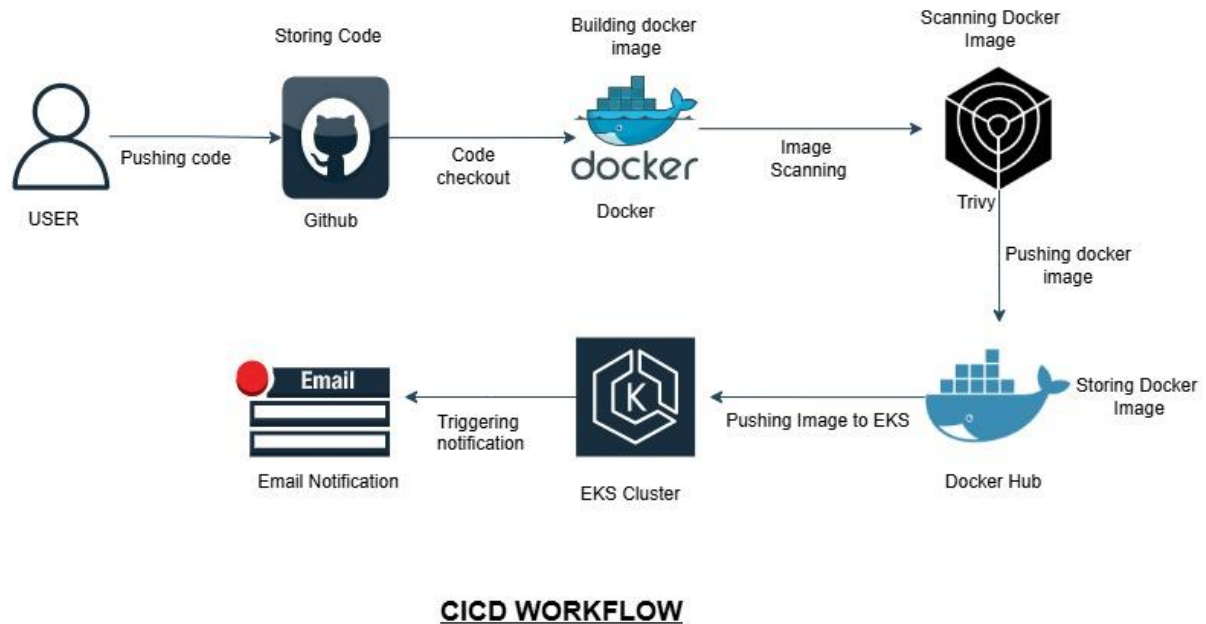 Storing Code
Building docker
image
Scanning Docker
Image
Pushing code
Code
checkout
docker
Image
Scanning
USER
Github
Docker
Trivy
Pushing docker
image
Email
Triggering
notification
K
Pushing Image to EKS
Storing Docker
Image
Email Notification
EKS Cluster
Docker Hub
CICD WORKFLOW